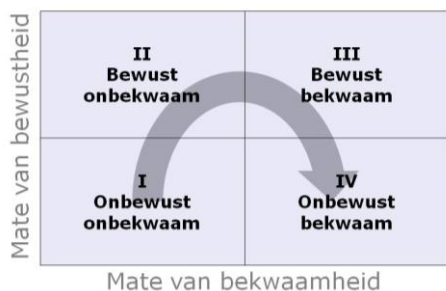 Mate van bewustheid
II
Bewust
onbekwaam
III
Bewust
bekwaam
I
Onbewust
onbekwaam
IV
Onbewust
bekwaam
Mate van bekwaamheid